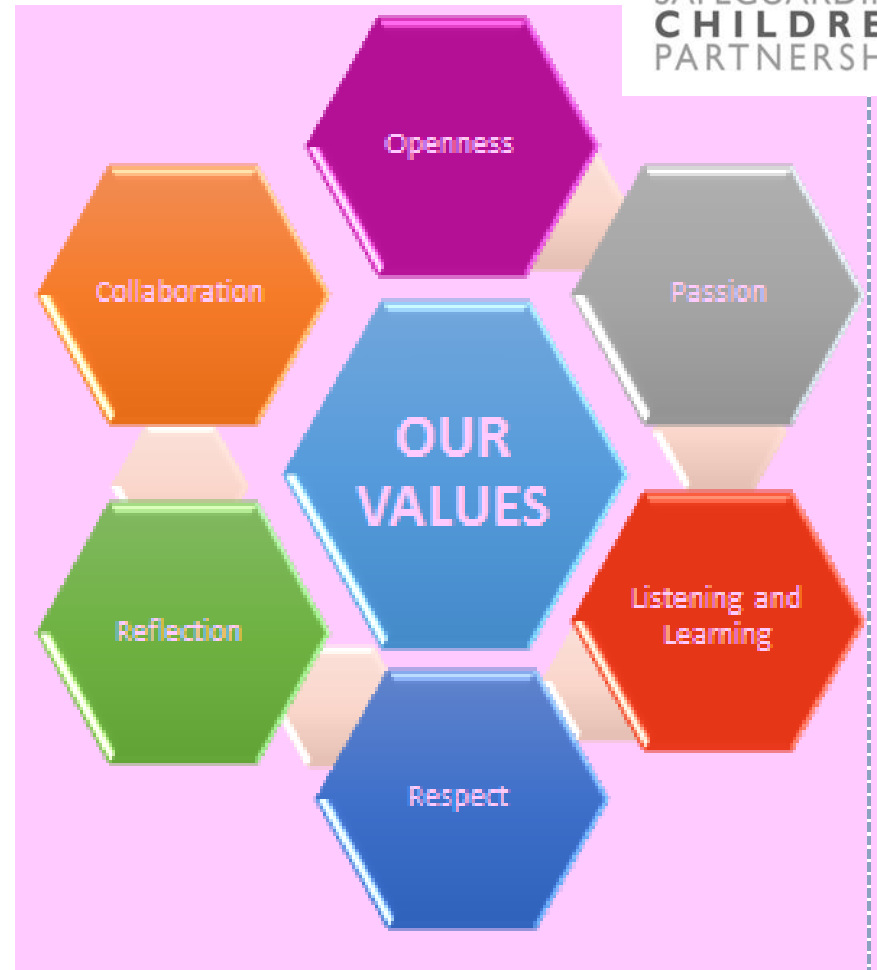 CHILDRE
PARTNERSH
Openness
Collaboration
Passion
OUR
VALUES
Listening and
Learning
Reflection
Respect